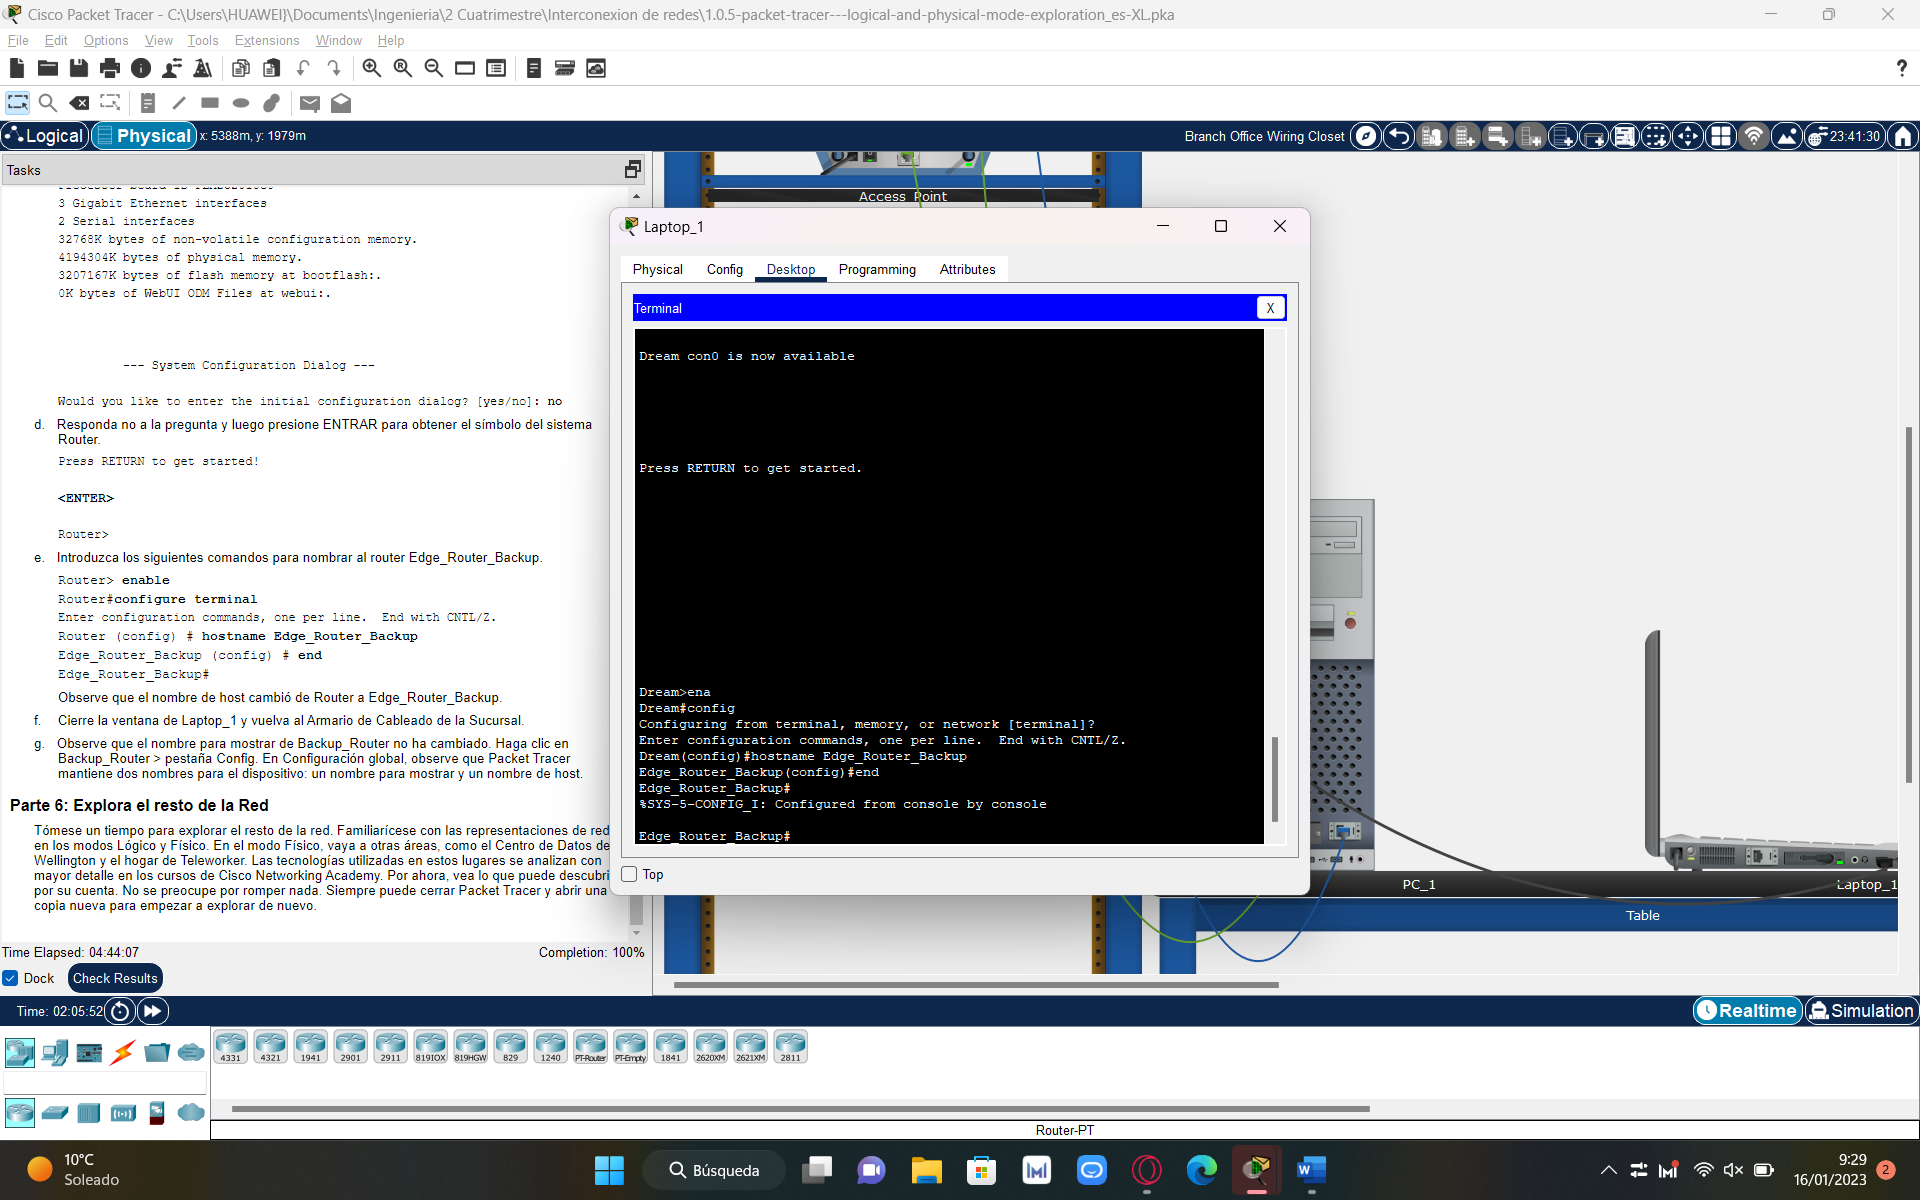 Cisco Packet Tracer - C:\Users\HUAWEI}\Documents\Ingenieria\2 Cuatrimestre\Interconexion de redes\1.0.5-packet-tracer---logical-and-physical-mode-exploration_es-XL.pka
File Edit Options View Tools Extensions Window Help
?
Logical Physical x: 5388m, y: 1979m
Branch Office Wiring Closet
23:41:30
Tasks
3 Gigabit Ethernet interfaces
2 Serial interfaces
32768K bytes of non-volatile configuration memory.
4194304K bytes of physical memory.
3207167K bytes of flash memory at bootflash:.
0K bytes of WebUI ODM Files at webui:.
--- System Configuration Dialog ---
Would you like to enter the initial configuration dialog? [yes/no]: no
d. Responda no a la pregunta y luego presione ENTRAR para obtener el símbolo del sistema
Router.
Press RETURN to get started!
<ENTER>
Router>
e. Introduzca los siguientes comandos para nombrar al router Edge_Router_Backup.
Router> enable
Router#configure terminal
Enter configuration commands, one per line. End with CNTL/Z.
Router (config) # hostname Edge_Router_Backup
Edge_Router_Backup (config) # end
Edge_Router_Backup#
Observe que el nombre de host cambió de Router a Edge_Router_Backup.
f. Cierre la ventana de Laptop_1 y vuelva al Armario de Cableado de la Sucursal.
g. Observe que el nombre para mostrar de Backup_Router no ha cambiado. Haga clic en
Backup_Router > pestaña Config. En Configuración global, observe que Packet Tracer
mantiene dos nombres para el dispositivo: un nombre para mostrar y un nombre de host.
Parte 6: Explora el resto de la Red
Tómese un tiempo para explorar el resto de la red. Familiarícese con las representaciones de red
en los modos Lógico y Físico. En el modo Físico, vaya a otras áreas, como el Centro de Datos de
Wellington y el hogar de Teleworker. Las tecnologías utilizadas en estos lugares se analizan con
mayor detalle en los cursos de Cisco Networking Academy. Por ahora, vea lo que puede descubri
por su cuenta. No se preocupe por romper nada. Siempre puede cerrar Packet Tracer y abrir una
copia nueva para empezar a explorar de nuevo.
Time Elapsed: 04:44:07
Completion: 100%
Dock
Check Results
Access Point
Laptop_1
Physical Config Desktop Programming Attributes
Terminal
X
Dream con0 is now available
Press RETURN to get started.
Dream>ena
Dream#config
Configuring from terminal, memory, or network [terminal]?
Enter configuration commands, one per line. End with CNTL/Z.
Dream(config)#hostname Edge_Router_Backup
Edge_Router_Backup(config)#end
Edge_Router_Backup#
%SYS-5-CONFIG_I: Configured from console by console
Edge_Router_Backup#
Top
PC_1
Laptop_1
Table
Time: 02:05:52
Realtime Simulation
4331 4321 1941 2901 2911 819IOX 819HGW 829 1240 PT-Router PT-Empty 1841 2620XM 2621XM 2811
Router-PT
10°C
Soleado
Búsqueda
9:29
16/01/2023
2